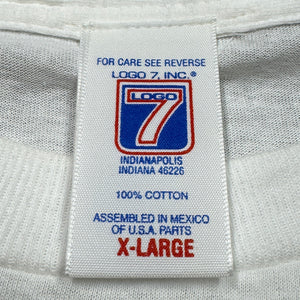 FOR CARE SEE REVERSE
LOGO 7, INC.®
LOGO
7
INDIANAPOLIS
INDIANA 46226
100% COTTON
ASSEMBLED IN MEXICO
OF U.S.A. PARTS
X-LARGE